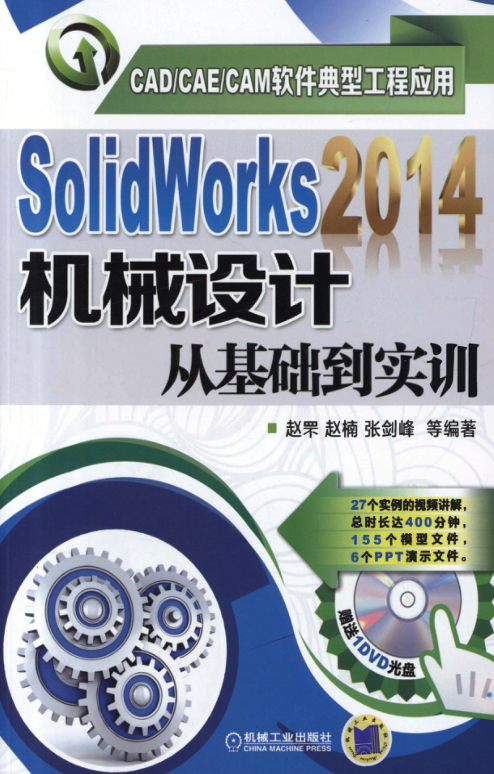 CAD/CAE/CAM软件典型工程应用
SolidWorks 2014
机械设计
从基础到实训
赵罘 赵楠 张剑峰 等编著
27个实例的视频讲解，
总时长达400分钟，
155个模型文件，
6个PPT演示文件。
赠送1DVD光盘
机械工业出版社
CHINA MACHINE PRESS